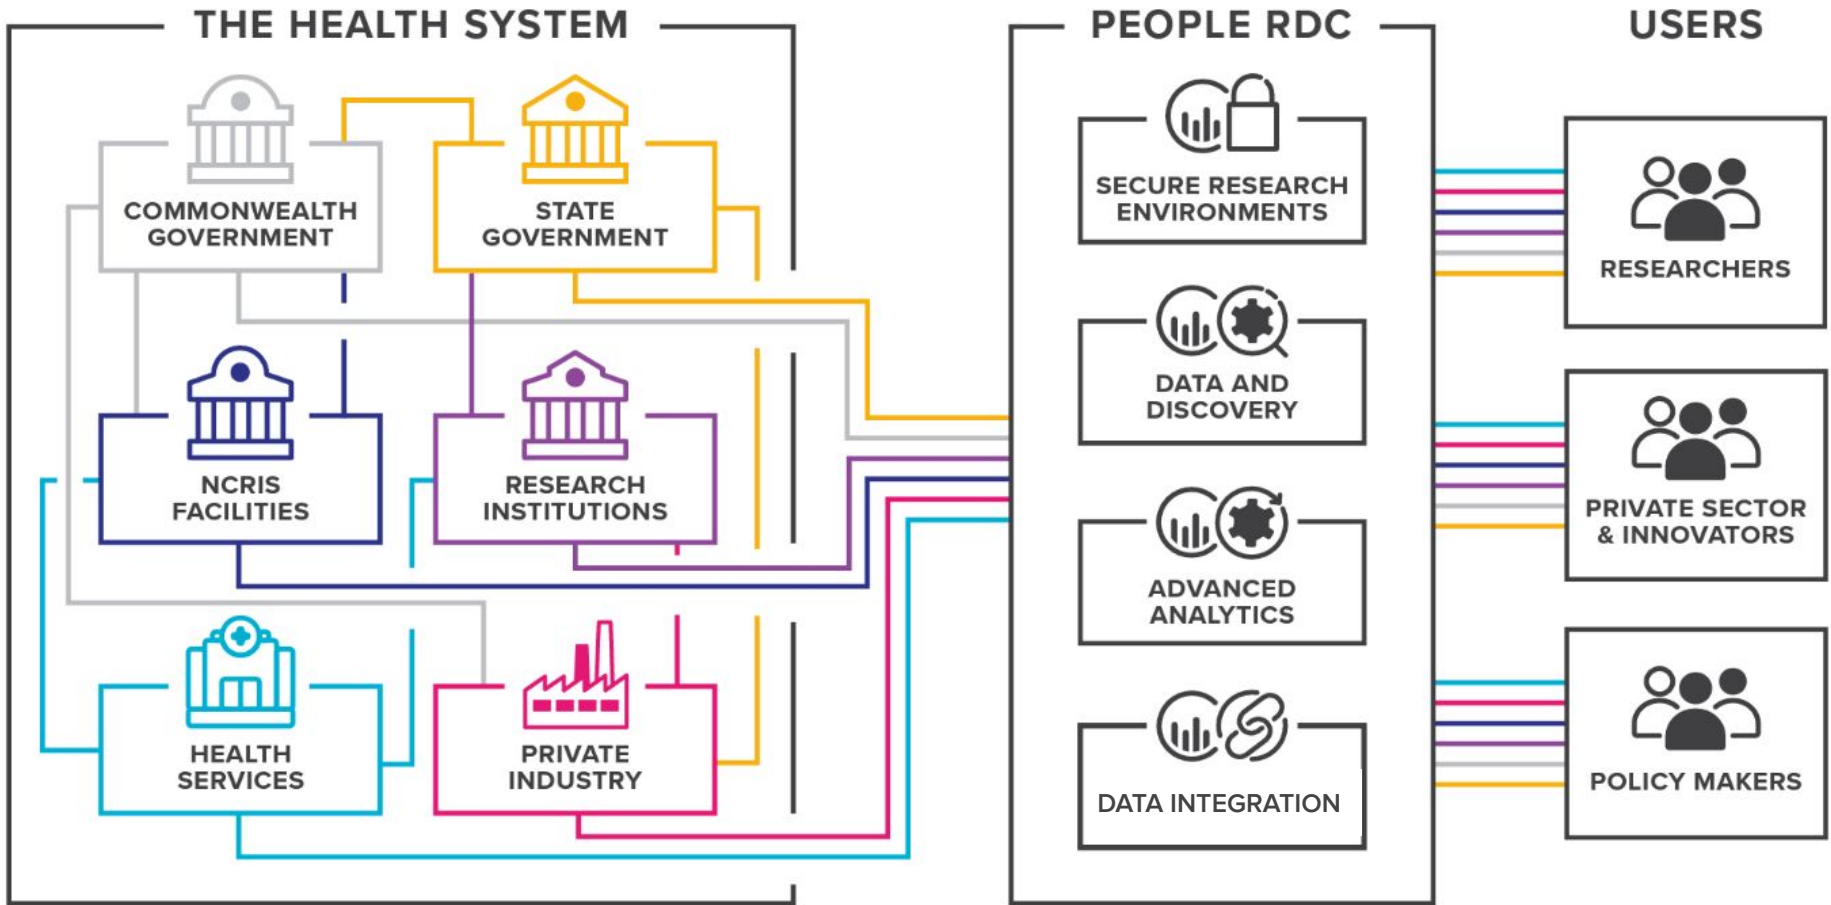 THE HEALTH SYSTEM
COMMONWEALTH
GOVERNMENT
STATE
GOVERNMENT
NCRIS
FACILITIES
RESEARCH
INSTITUTIONS
HEALTH
SERVICES
PRIVATE
INDUSTRY
PEOPLE RDC
SECURE RESEARCH
ENVIRONMENTS
DATA AND
DISCOVERY
ADVANCED
ANALYTICS
DATA INTEGRATION
USERS
RESEARCHERS
PRIVATE SECTOR
& INNOVATORS
POLICY MAKERS